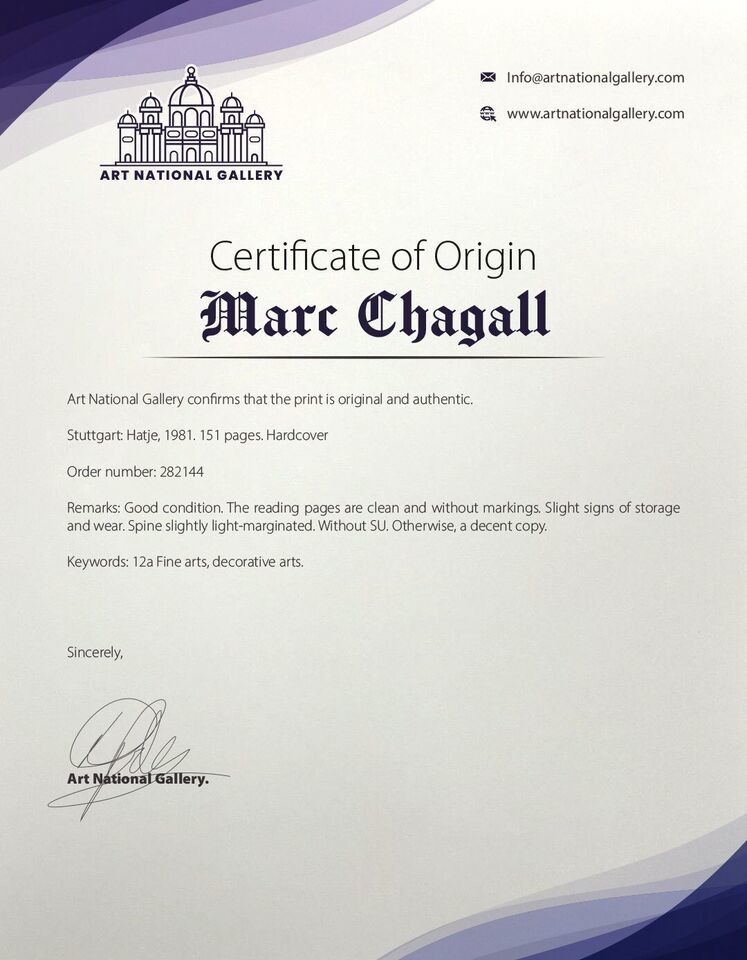 Info@artnationalgallery.com
www.artnationalgallery.com
ART NATIONAL GALLERY
Certificate of Origin
Marc Chagall
Art National Gallery confirms that the print is original and authentic.
Stuttgart: Hatje, 1981. 151 pages. Hardcover
Order number: 282144
Remarks: Good condition. The reading pages are clean and without markings. Slight signs of storage
and wear. Spine slightly light-marginated. Without SU. Otherwise, a decent copy.
Keywords: 12a Fine arts, decorative arts.
Sincerely,
Art National Gallery.